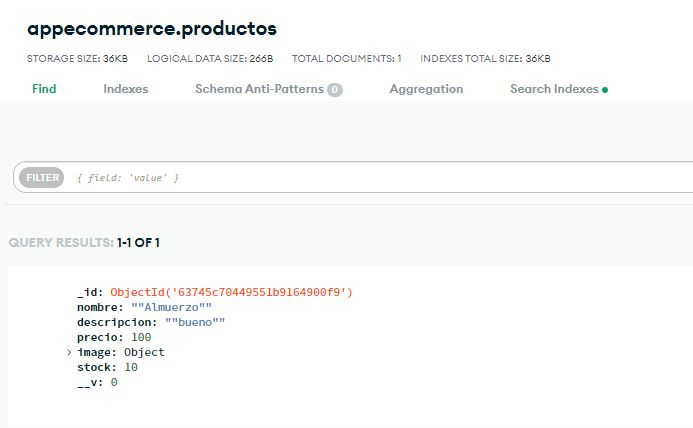 appecommerce.productos
STORAGE SIZE: 36KB LOGICAL DATA SIZE: 266B TOTAL DOCUMENTS: 1 INDEXES TOTAL SIZE: 36KB
Find Indexes Schema Anti-Patterns 0 Aggregation Search Indexes
FILTER { field: 'value' }
QUERY RESULTS: 1-1 OF 1
_id: ObjectId('63745c70449551b9164900f9')
nombre: ""Almuerzo""
descripcion: ""bueno""
precio: 100
> image: Object
stock: 10
__v: 0